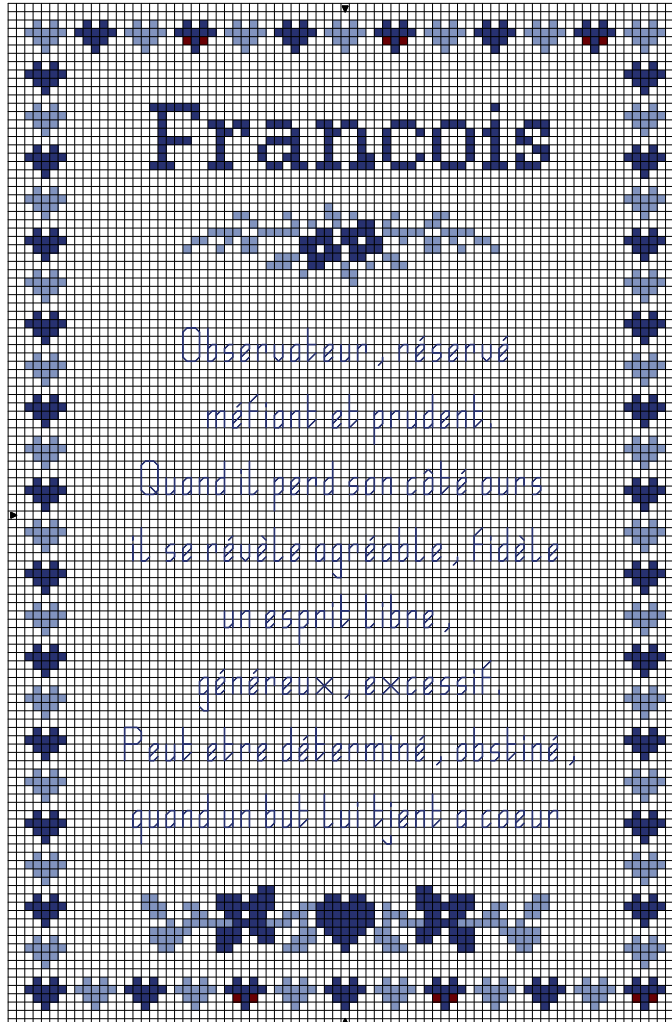 Francois
Observateur, réservé
méfiant et prudent.
Quand il perd son côté ours
il se révèle agréable, fidèle
un esprit libre,
généreux, excessif.
Peut etre déterminé, obstiné,
quand un but lui tient a coeur